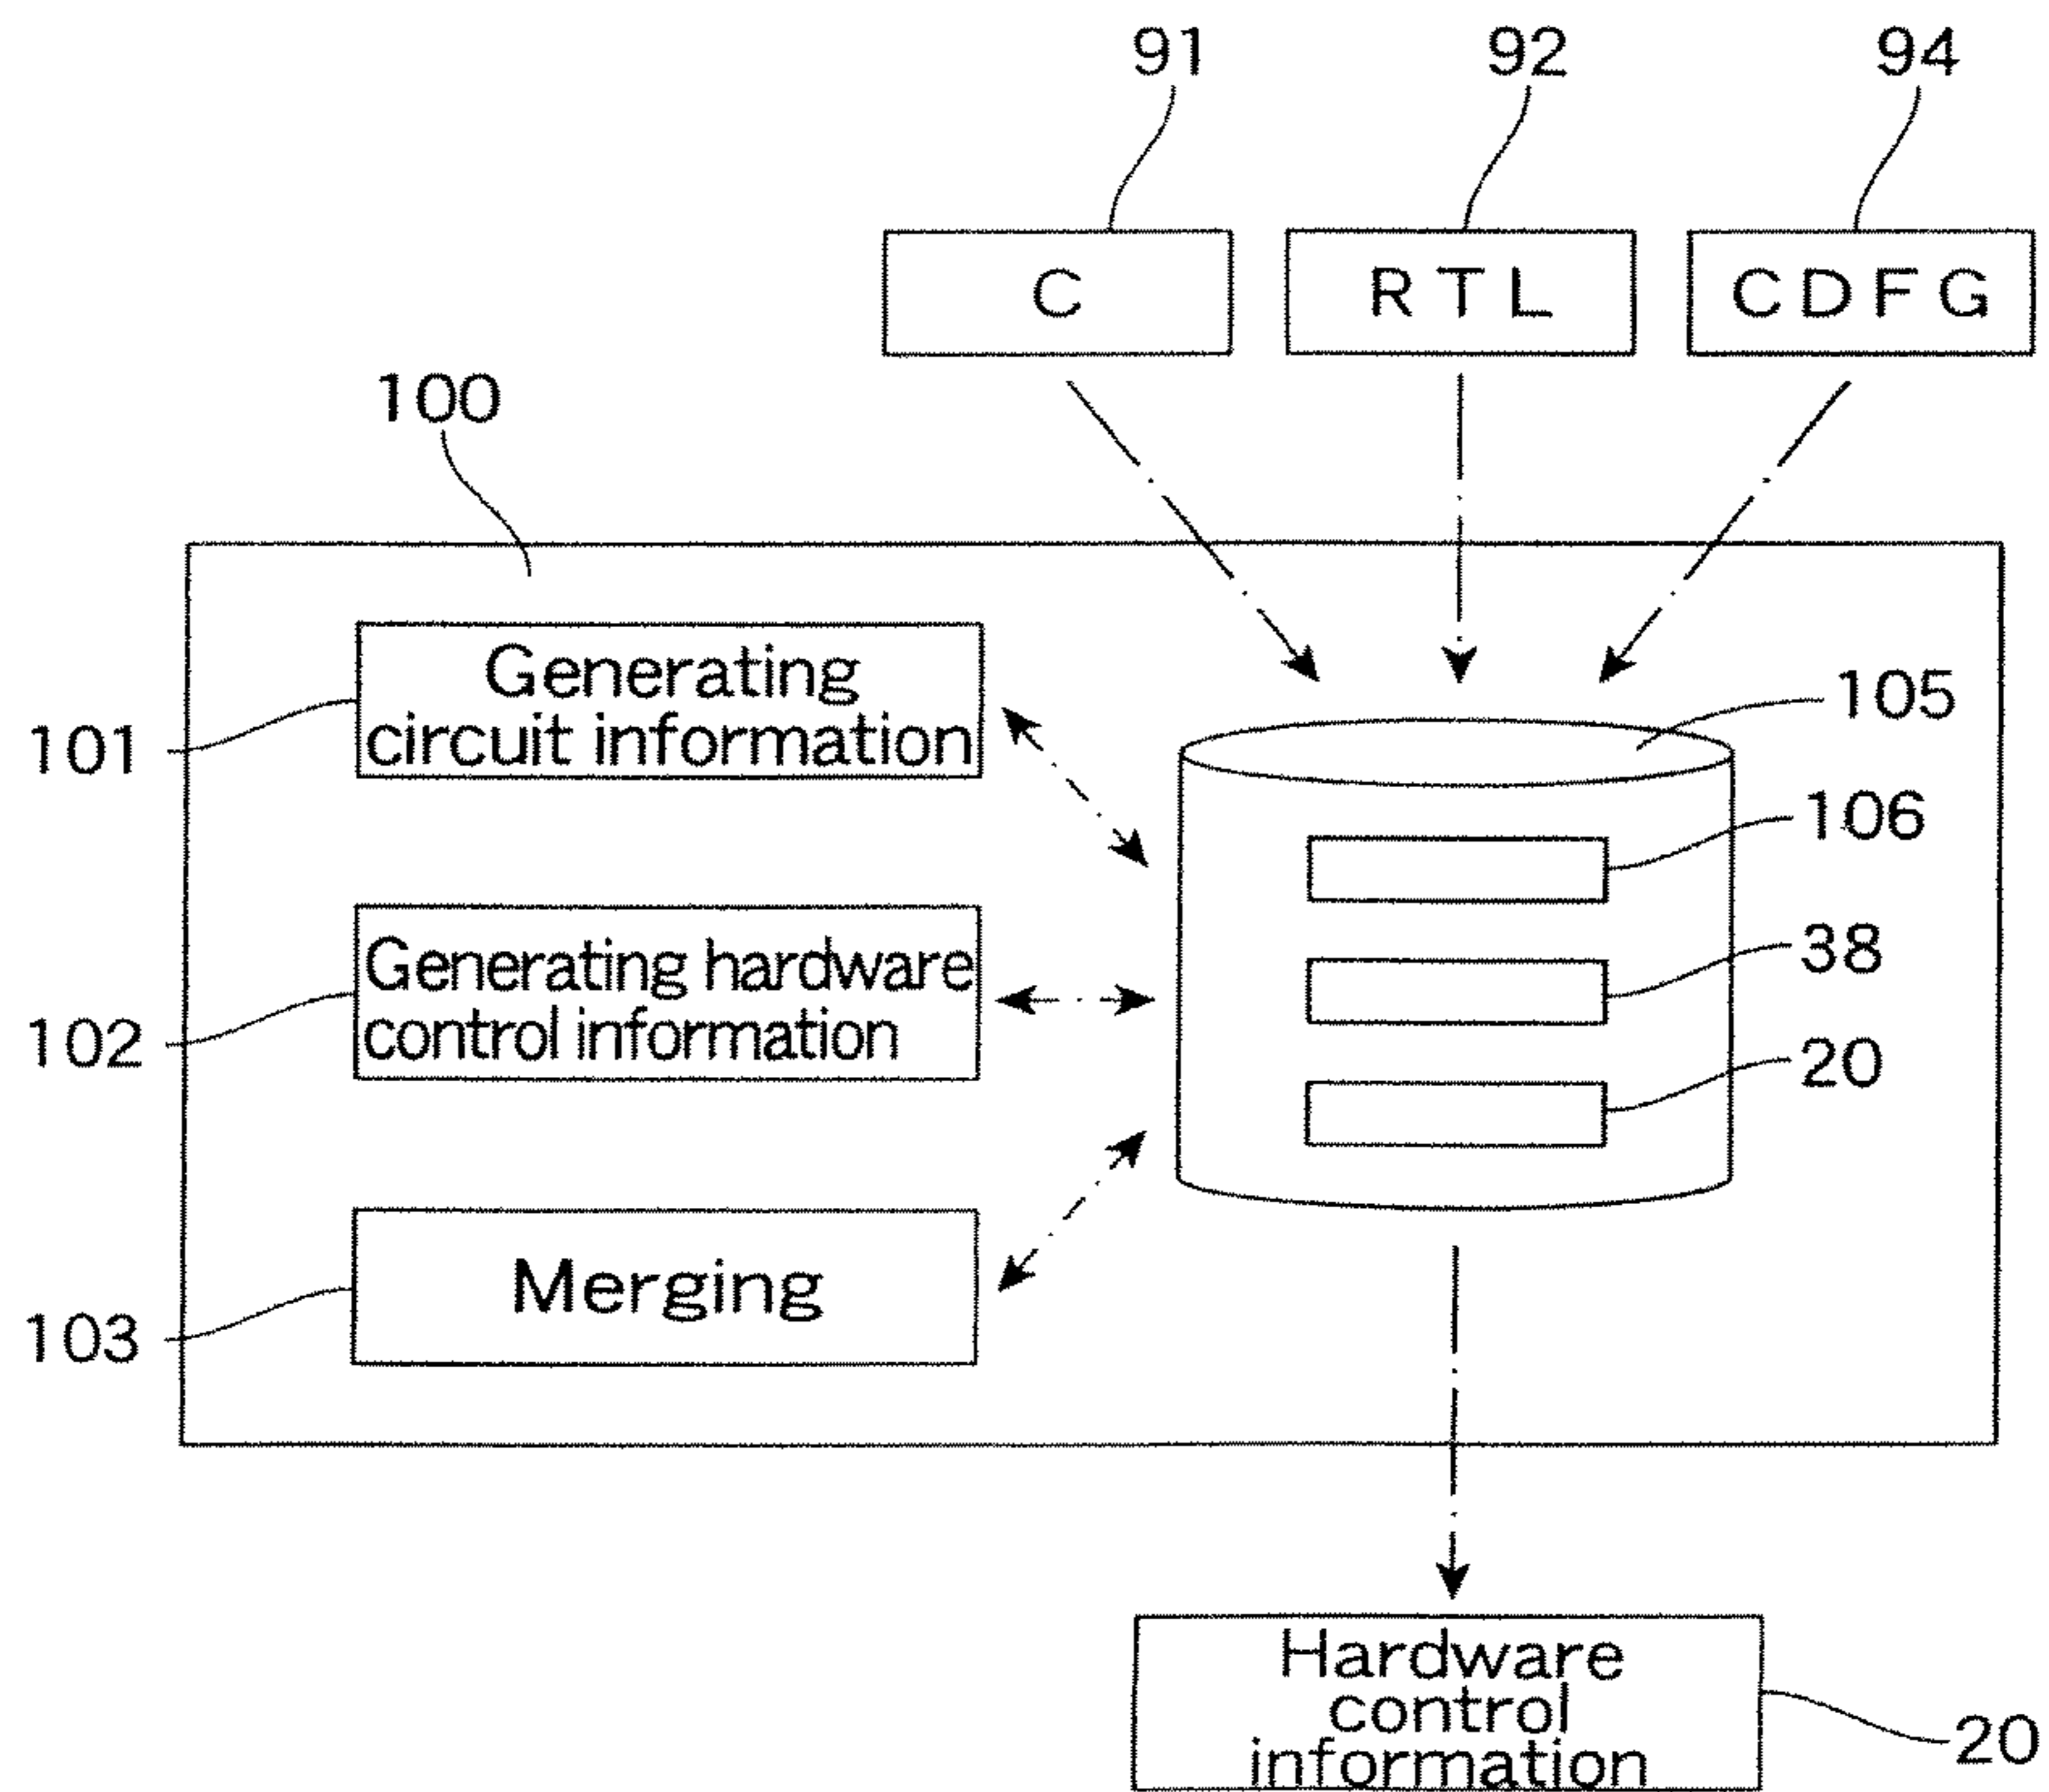 91
92
94
C
RTL
CDFG
100
Generating
circuit information
101
105
106
Generating hardware
control information
102
38
20
Merging
103
Hardware
control
information
20